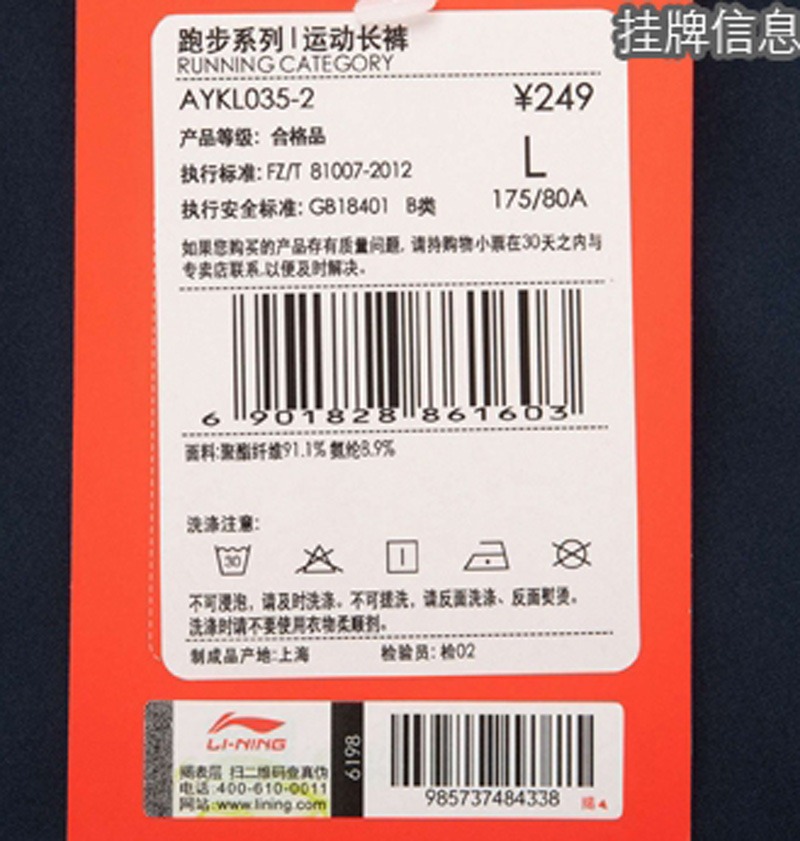 挂牌信息
跑步系列 | 运动长裤
RUNNING CATEGORY
AYKL035-2
¥249
产品等级: 合格品
L
执行标准: FZ/T 81007-2012
175/80A
执行安全标准: GB18401 B类
如果您购买的产品存有质量问题, 请持购物小票在30天之内与
专卖店联系,以便及时解决。
6 901828 861603
面料:聚酯纤维91.1% 氨纶8.9%
洗涤注意:
30
不可浸泡, 请及时洗涤。不可搓洗, 请反面洗涤、反面熨烫。
洗涤时请不要使用衣物柔顺剂。
制成品产地:上海
检验员: 检02
LI-NING
揭表层 扫二维码查真伪
电话:400-610-0011
网站:www.lining.com
6198
985737484338
揭